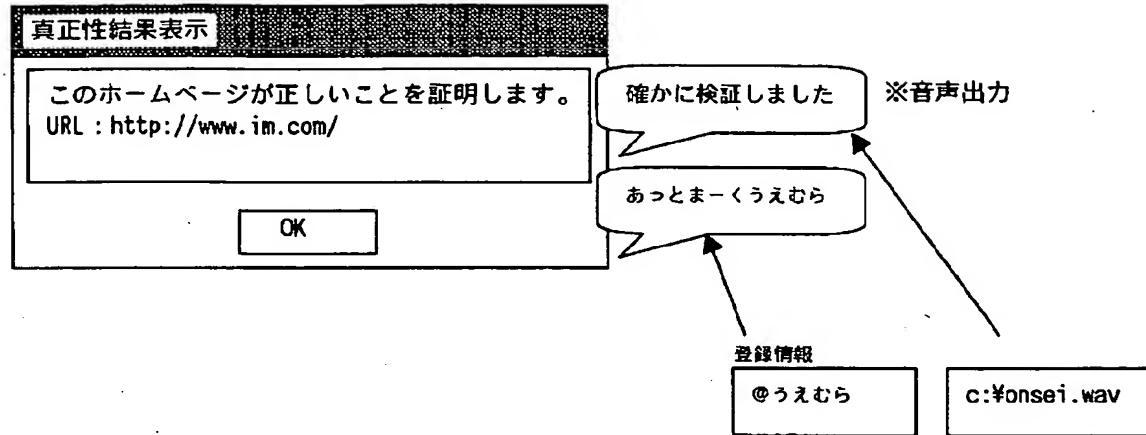 真正性結果表示
このホームページが正しいことを証明します。
URL:http://www.im.com/
OK
確かに検証しました
※音声出力
あっとまーくうえむら
登録情報
@うえむら
c:¥onsei.wav